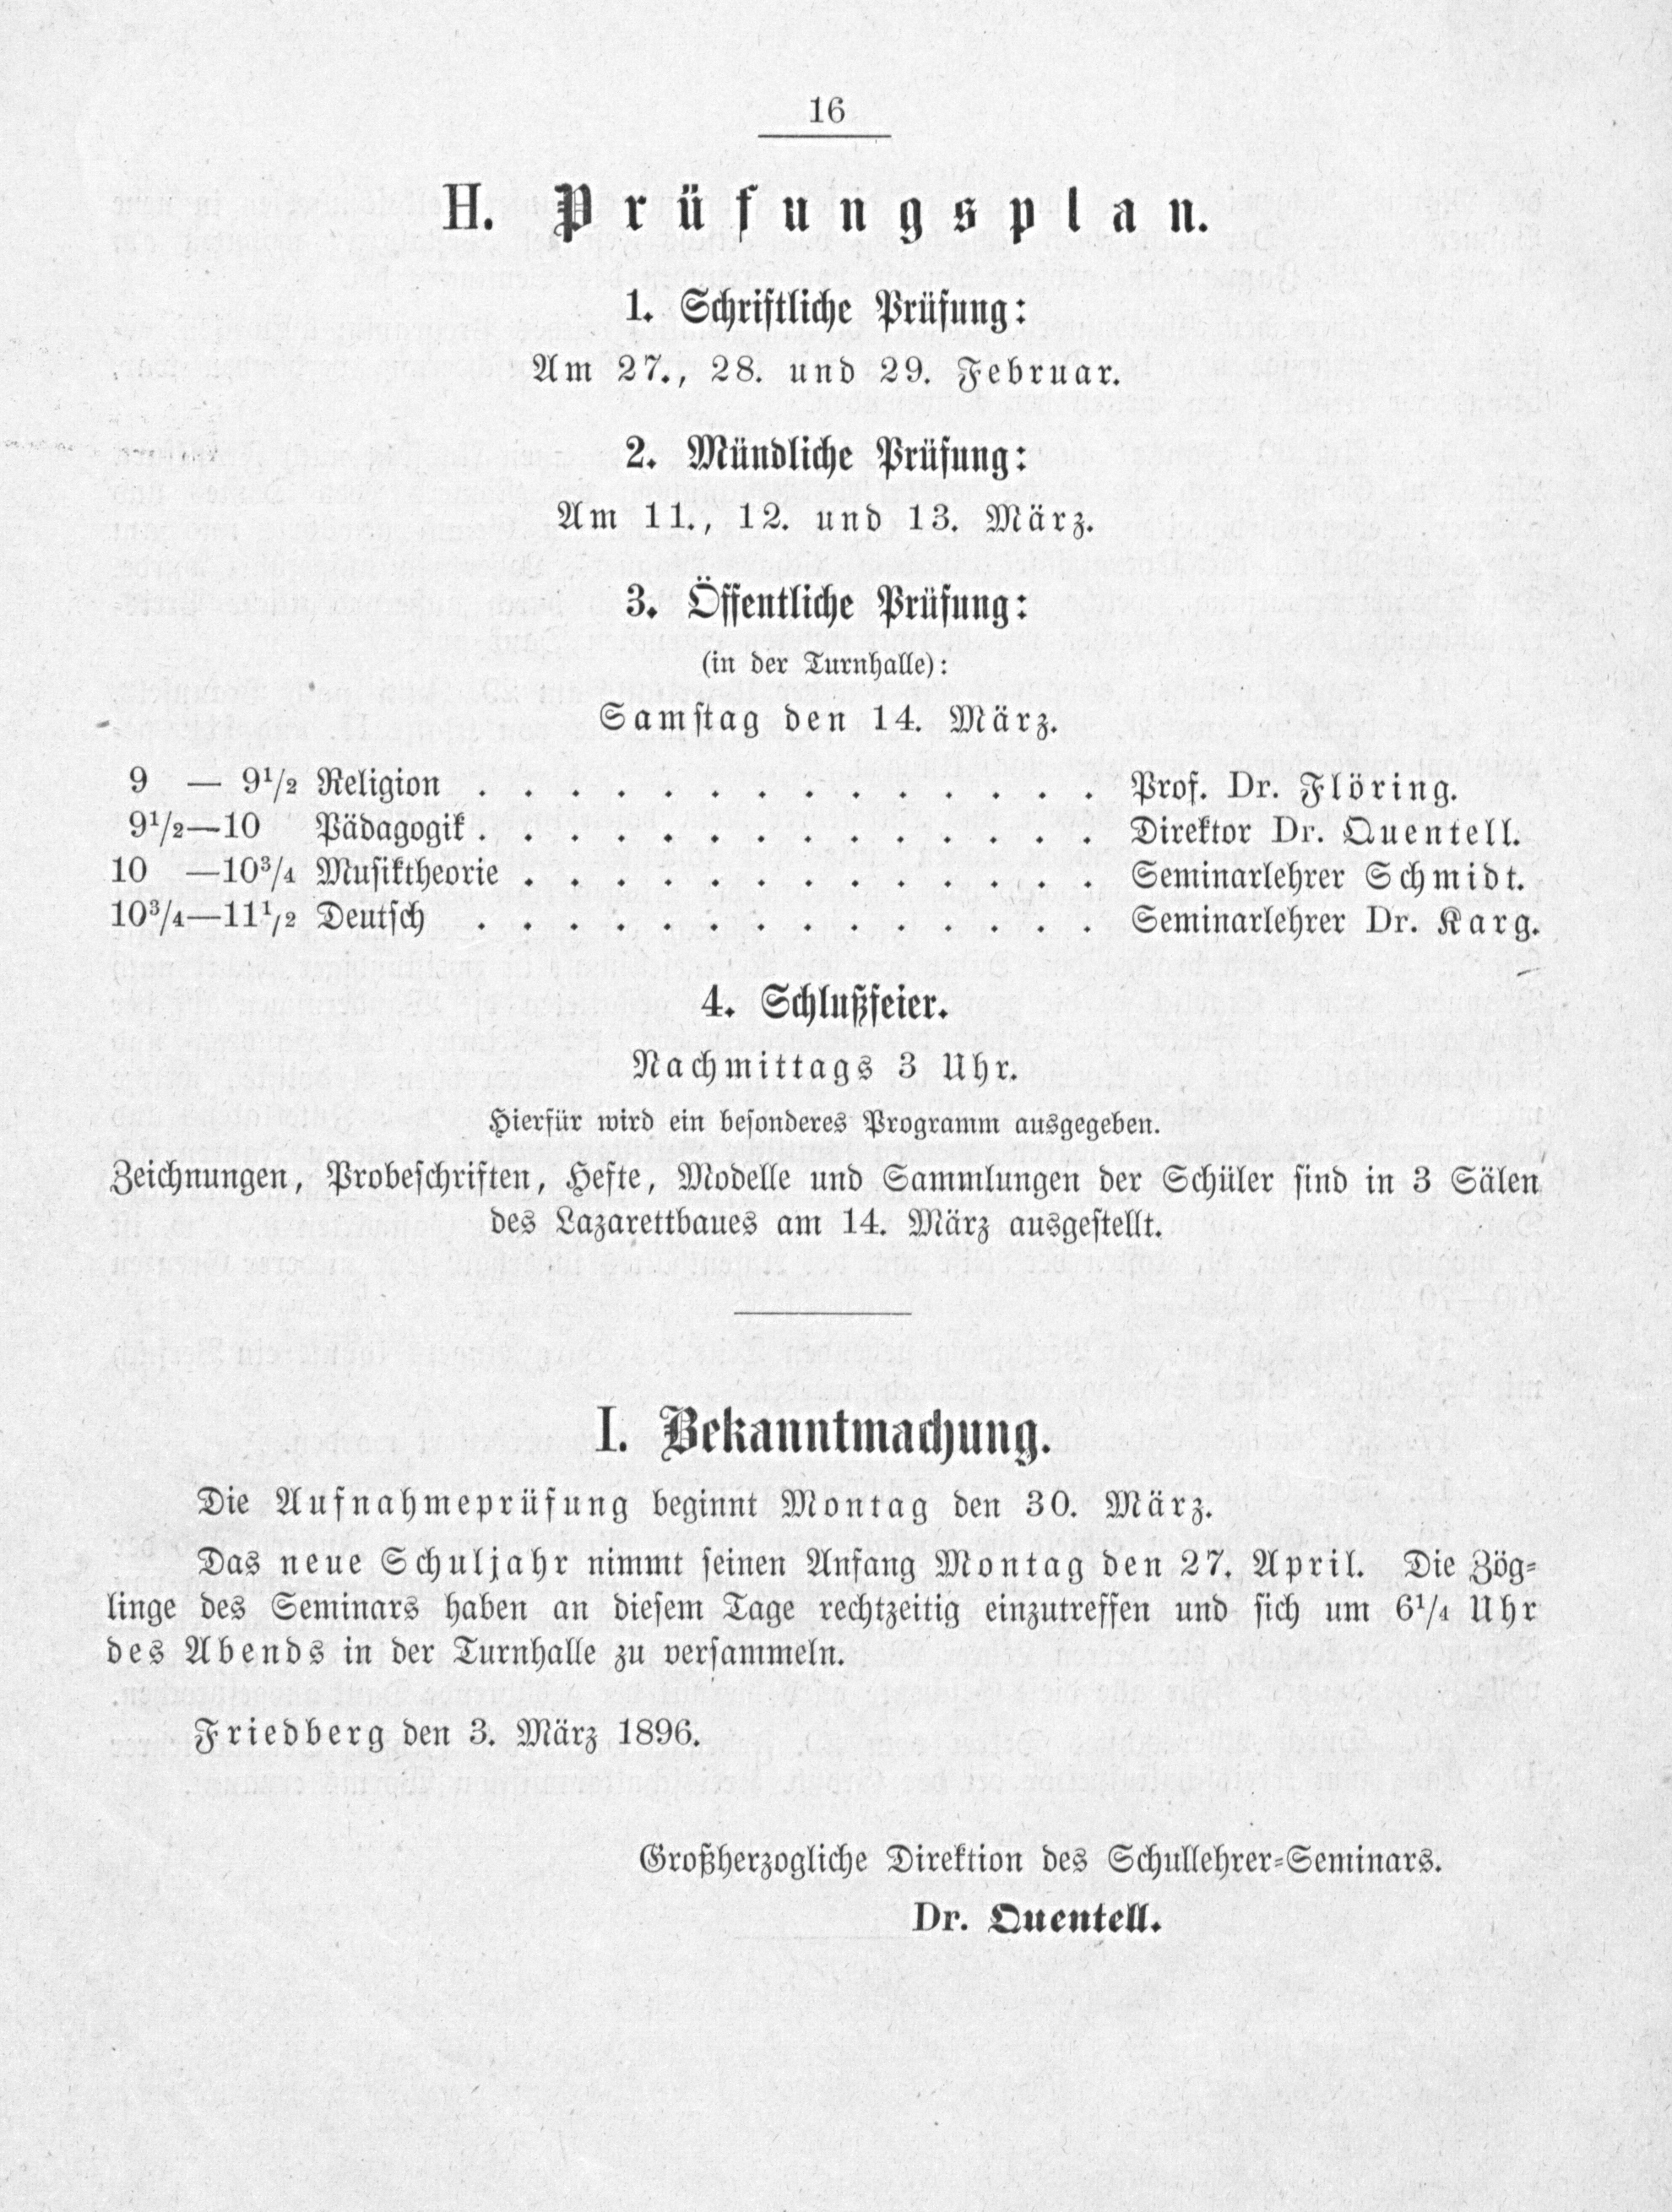 16
H. Prüfungsplan.
1. Schriftliche Prüfung:
Am 27., 28. und 29. Februar.
2. Mündliche Prüfung:
Am 11., 12. und 13. März.
3. Öffentliche Prüfung:
(in der Turnhalle):
Samstag den 14. März.
9 — 9½ Religion . . . . . . . . . . . . . . Prof. Dr. Flöring.
9½—10 Pädagogik . . . . . . . . . . . . . . Direktor Dr. Quentell.
10 —10¾ Musiktheorie . . . . . . . . . . . . . Seminarlehrer Schmidt.
10¾—11½ Deutsch . . . . . . . . . . . . . . Seminarlehrer Dr. Karg.
4. Schlußfeier.
Nachmittags 3 Uhr.
Hierfür wird ein besonderes Programm ausgegeben.
Zeichnungen, Probeschriften, Hefte, Modelle und Sammlungen der Schüler sind in 3 Sälen
des Lazarettbaues am 14. März ausgestellt.
I. Bekanntmachung.
Die Aufnahmeprüfung beginnt Montag den 30. März.
Das neue Schuljahr nimmt seinen Anfang Montag den 27. April. Die Zög-
linge des Seminars haben an diesem Tage rechtzeitig einzutreffen und sich um 6¼ Uhr
des Abends in der Turnhalle zu versammeln.
Friedberg den 3. März 1896.
Großherzogliche Direktion des Schullehrer-Seminars.
Dr. Quentell.